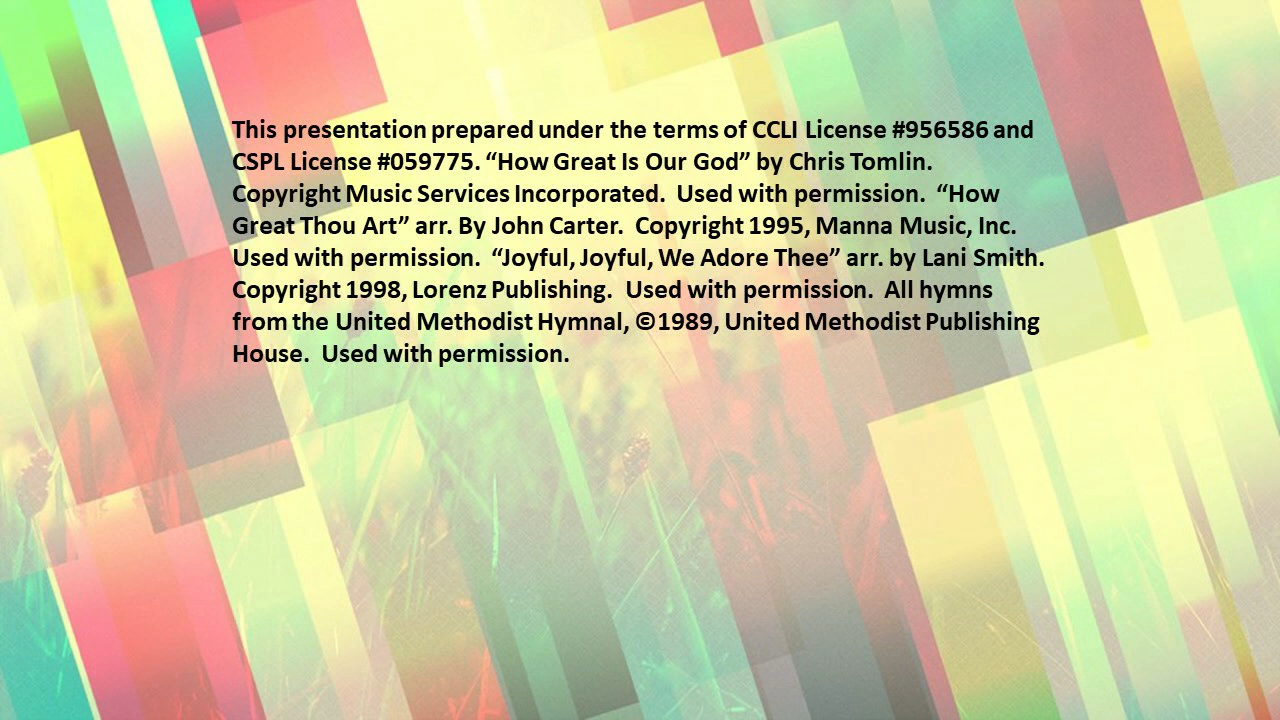 This presentation prepared under the terms of CCLI License #956586 and
CSPL License #059775. “How Great Is Our God” by Chris Tomlin.
Copyright Music Services Incorporated.  Used with permission.  “How
Great Thou Art” arr. By John Carter.  Copyright 1995, Manna Music, Inc.
Used with permission.  “Joyful, Joyful, We Adore Thee” arr. by Lani Smith.
Copyright 1998, Lorenz Publishing.  Used with permission.  All hymns
from the United Methodist Hymnal, ©1989, United Methodist Publishing
House.  Used with permission.